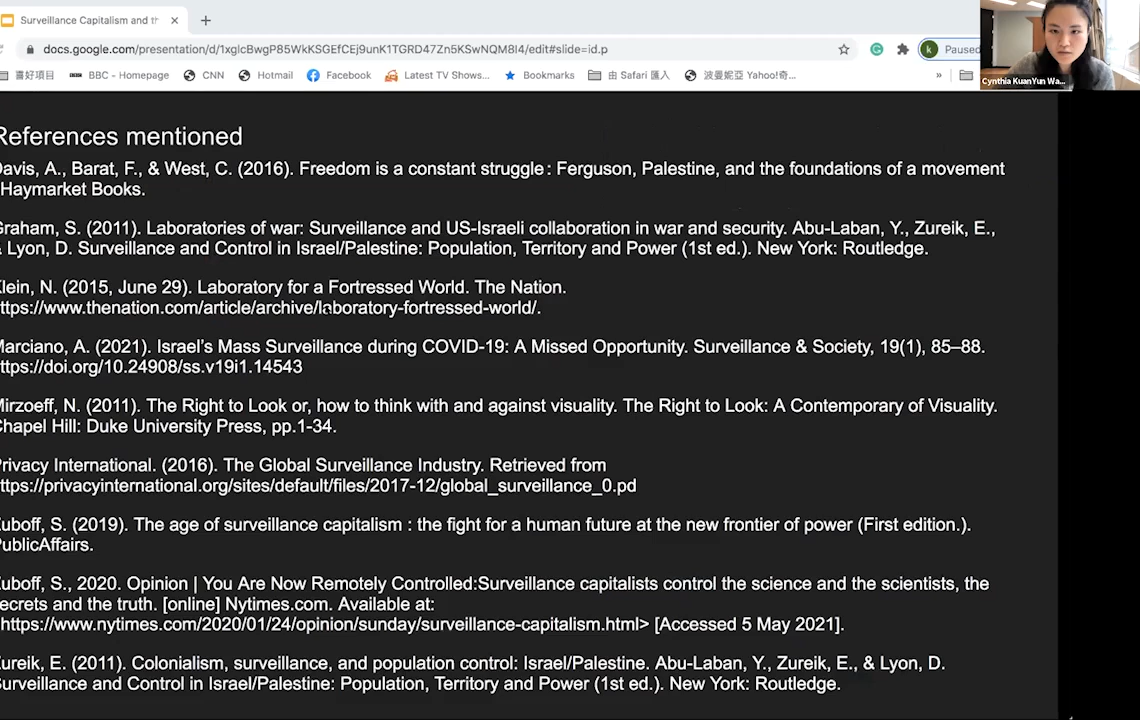 Surveillance Capitalism and th
docs.google.com/presentation/d/1xglcBwgP85WkKSGEfCEj9unK1TGRD47Zn5KSwNQM8I4/edit#slide=id.p
k
Paused
喜好項目
BBC
BBC - Homepage
CNN
Hotmail
Facebook
Latest TV Shows...
Bookmarks
由 Safari 匯入
波曼妮亞 Yahoo!奇...
»
Cynthia KuanYun Wa...
References mentioned
Davis, A., Barat, F., & West, C. (2016). Freedom is a constant struggle : Ferguson, Palestine, and the foundations of a movement
Haymarket Books.
Graham, S. (2011). Laboratories of war: Surveillance and US-Israeli collaboration in war and security. Abu-Laban, Y., Zureik, E.,
& Lyon, D. Surveillance and Control in Israel/Palestine: Population, Territory and Power (1st ed.). New York: Routledge.
Klein, N. (2015, June 29). Laboratory for a Fortressed World. The Nation.
ttps://www.thenation.com/article/archive/laboratory-fortressed-world/.
Marciano, A. (2021). Israel’s Mass Surveillance during COVID-19: A Missed Opportunity. Surveillance & Society, 19(1), 85–88.
ttps://doi.org/10.24908/ss.v19i1.14543
Mirzoeff, N. (2011). The Right to Look or, how to think with and against visuality. The Right to Look: A Contemporary of Visuality.
Chapel Hill: Duke University Press, pp.1-34.
Privacy International. (2016). The Global Surveillance Industry. Retrieved from
ttps://privacyinternational.org/sites/default/files/2017-12/global_surveillance_0.pd
Zuboff, S. (2019). The age of surveillance capitalism : the fight for a human future at the new frontier of power (First edition.).
PublicAffairs.
Zuboff, S., 2020. Opinion | You Are Now Remotely Controlled:Surveillance capitalists control the science and the scientists, the
secrets and the truth. [online] Nytimes.com. Available at:
https://www.nytimes.com/2020/01/24/opinion/sunday/surveillance-capitalism.html> [Accessed 5 May 2021].
Zureik, E. (2011). Colonialism, surveillance, and population control: Israel/Palestine. Abu-Laban, Y., Zureik, E., & Lyon, D.
Surveillance and Control in Israel/Palestine: Population, Territory and Power (1st ed.). New York: Routledge.